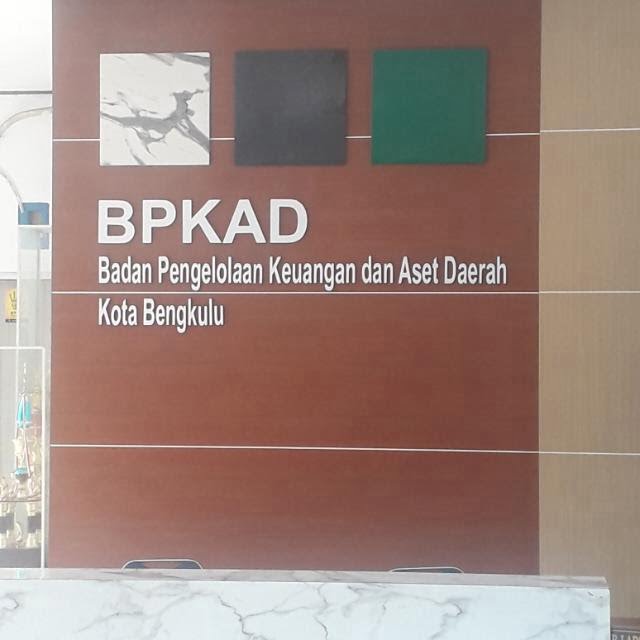 BPKAD
Badan Pengelolaan Keuangan dan Aset Daerah
Kota Bengkulu